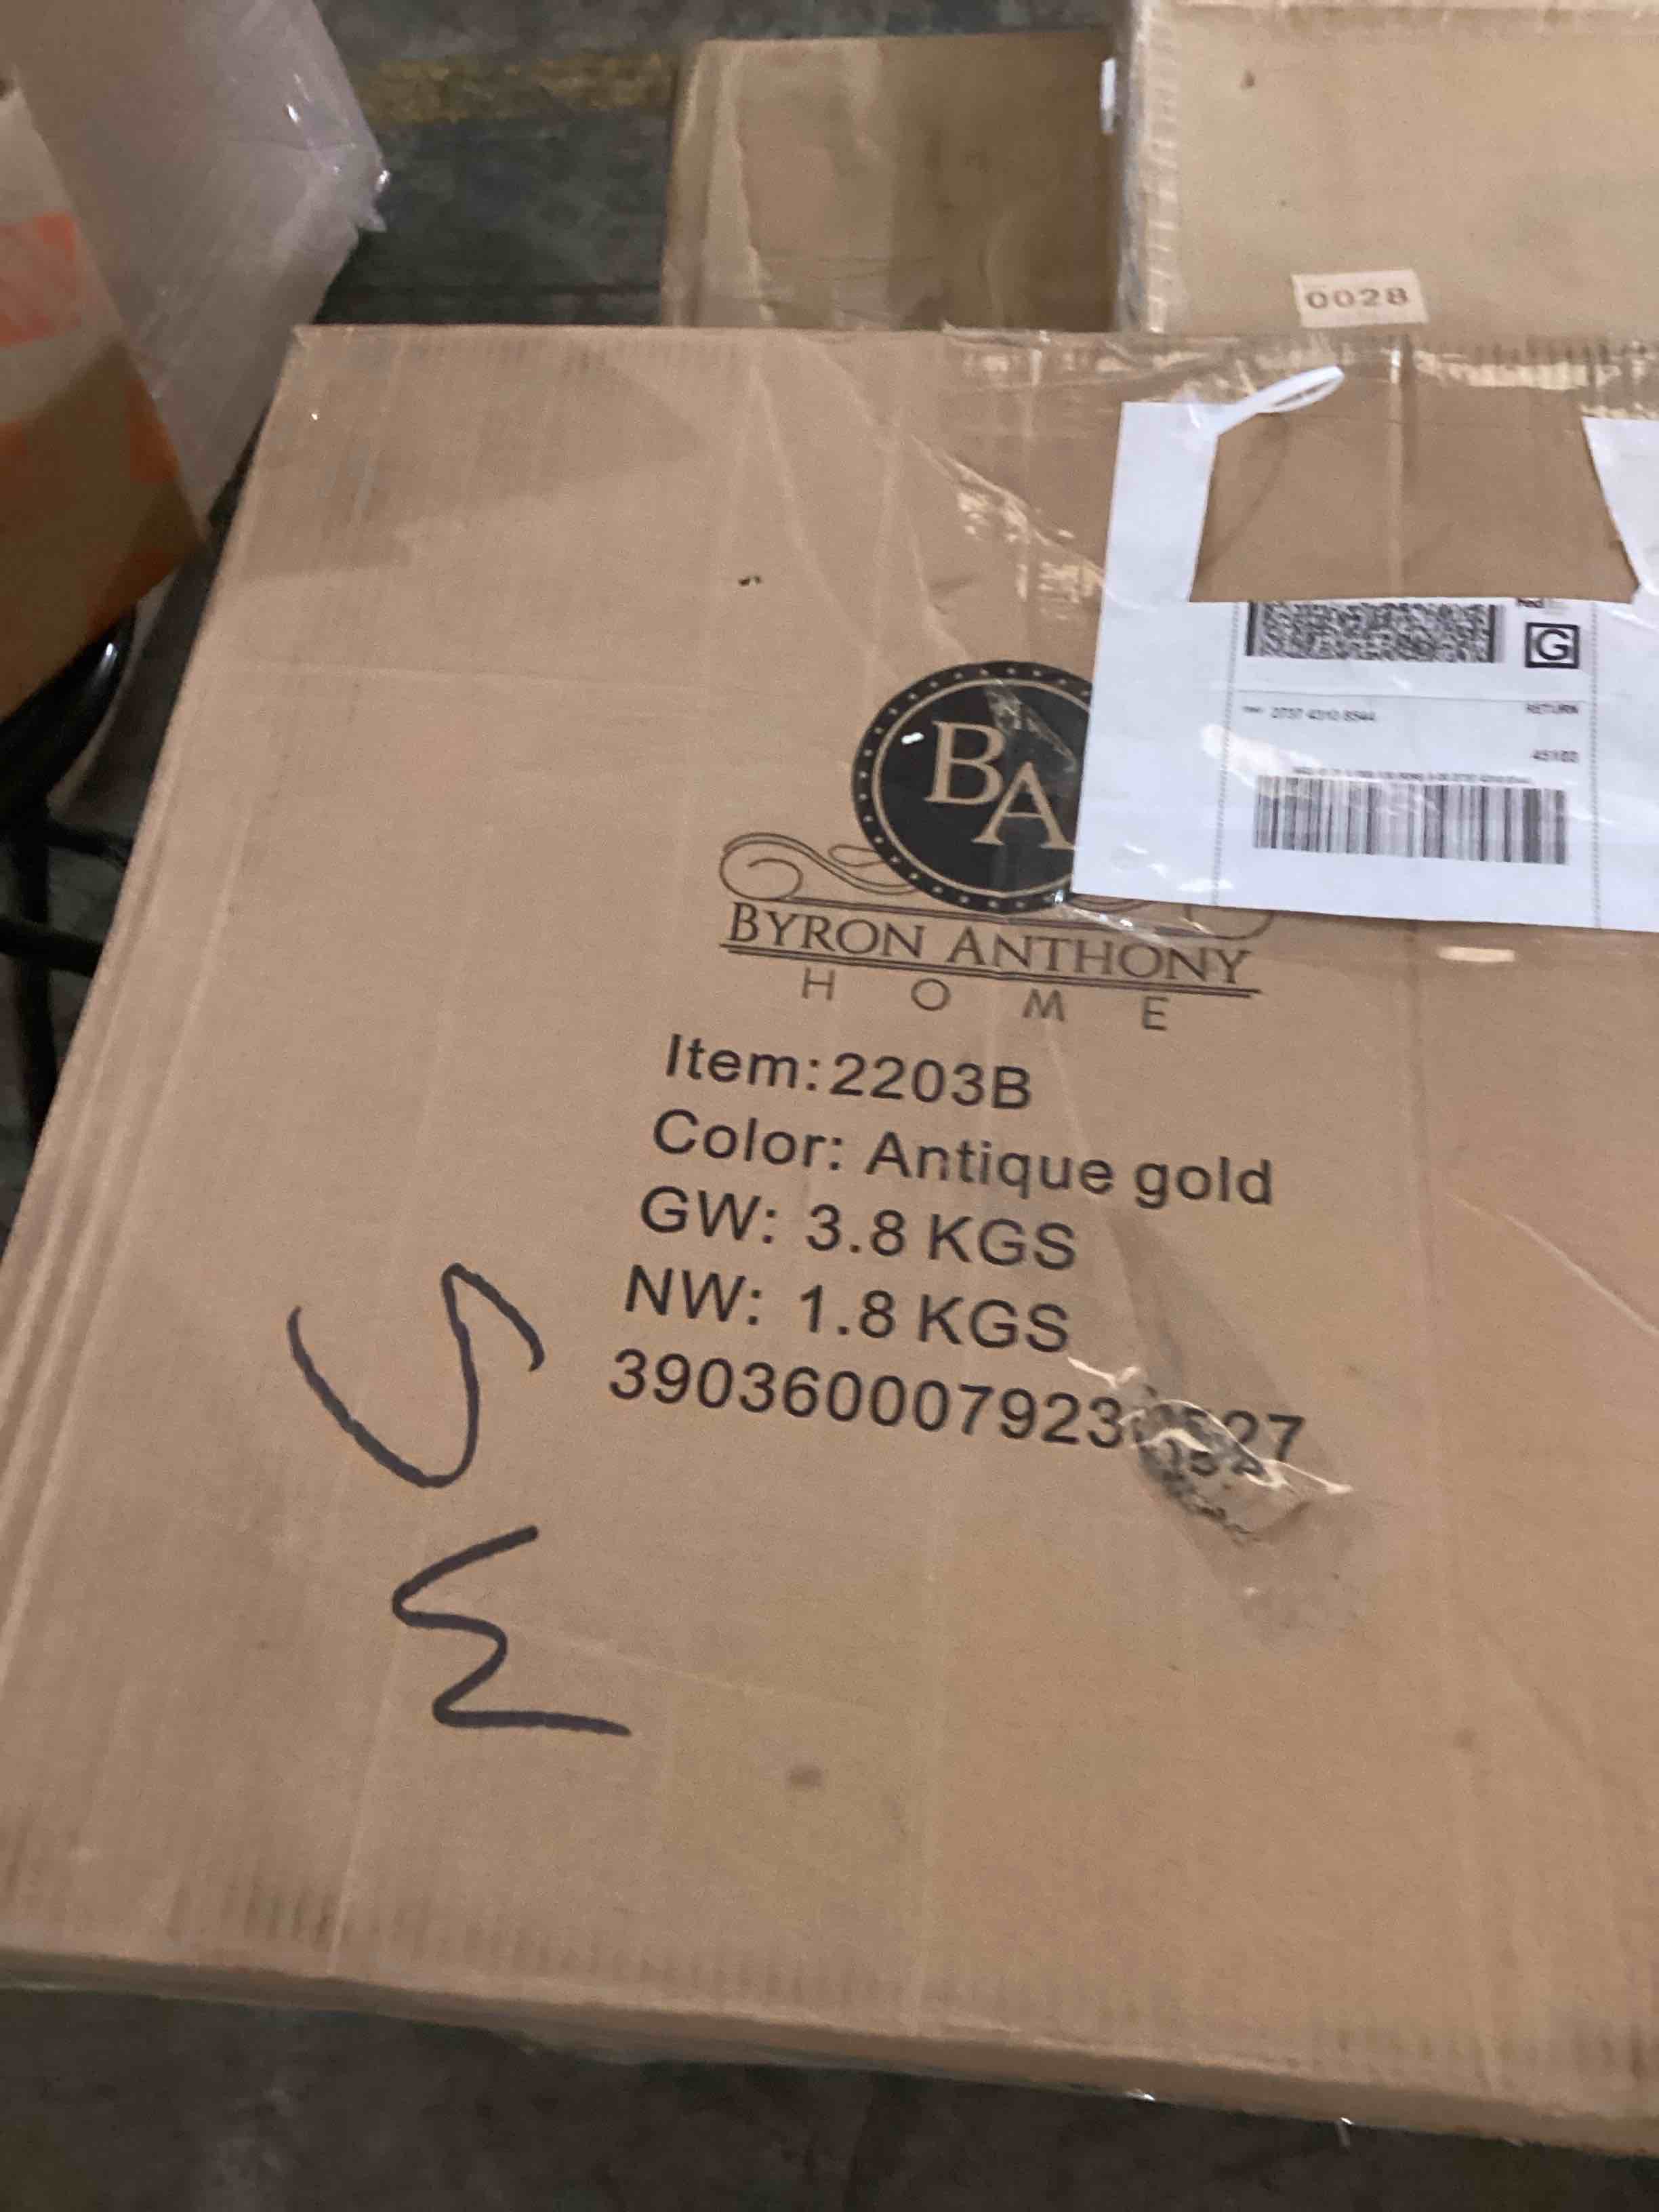 0028
G
RETURN
45100
BA
BYRON ANTHONY
HOME
Item:2203B
Color: Antique gold
GW: 3.8 KGS
NW: 1.8 KGS